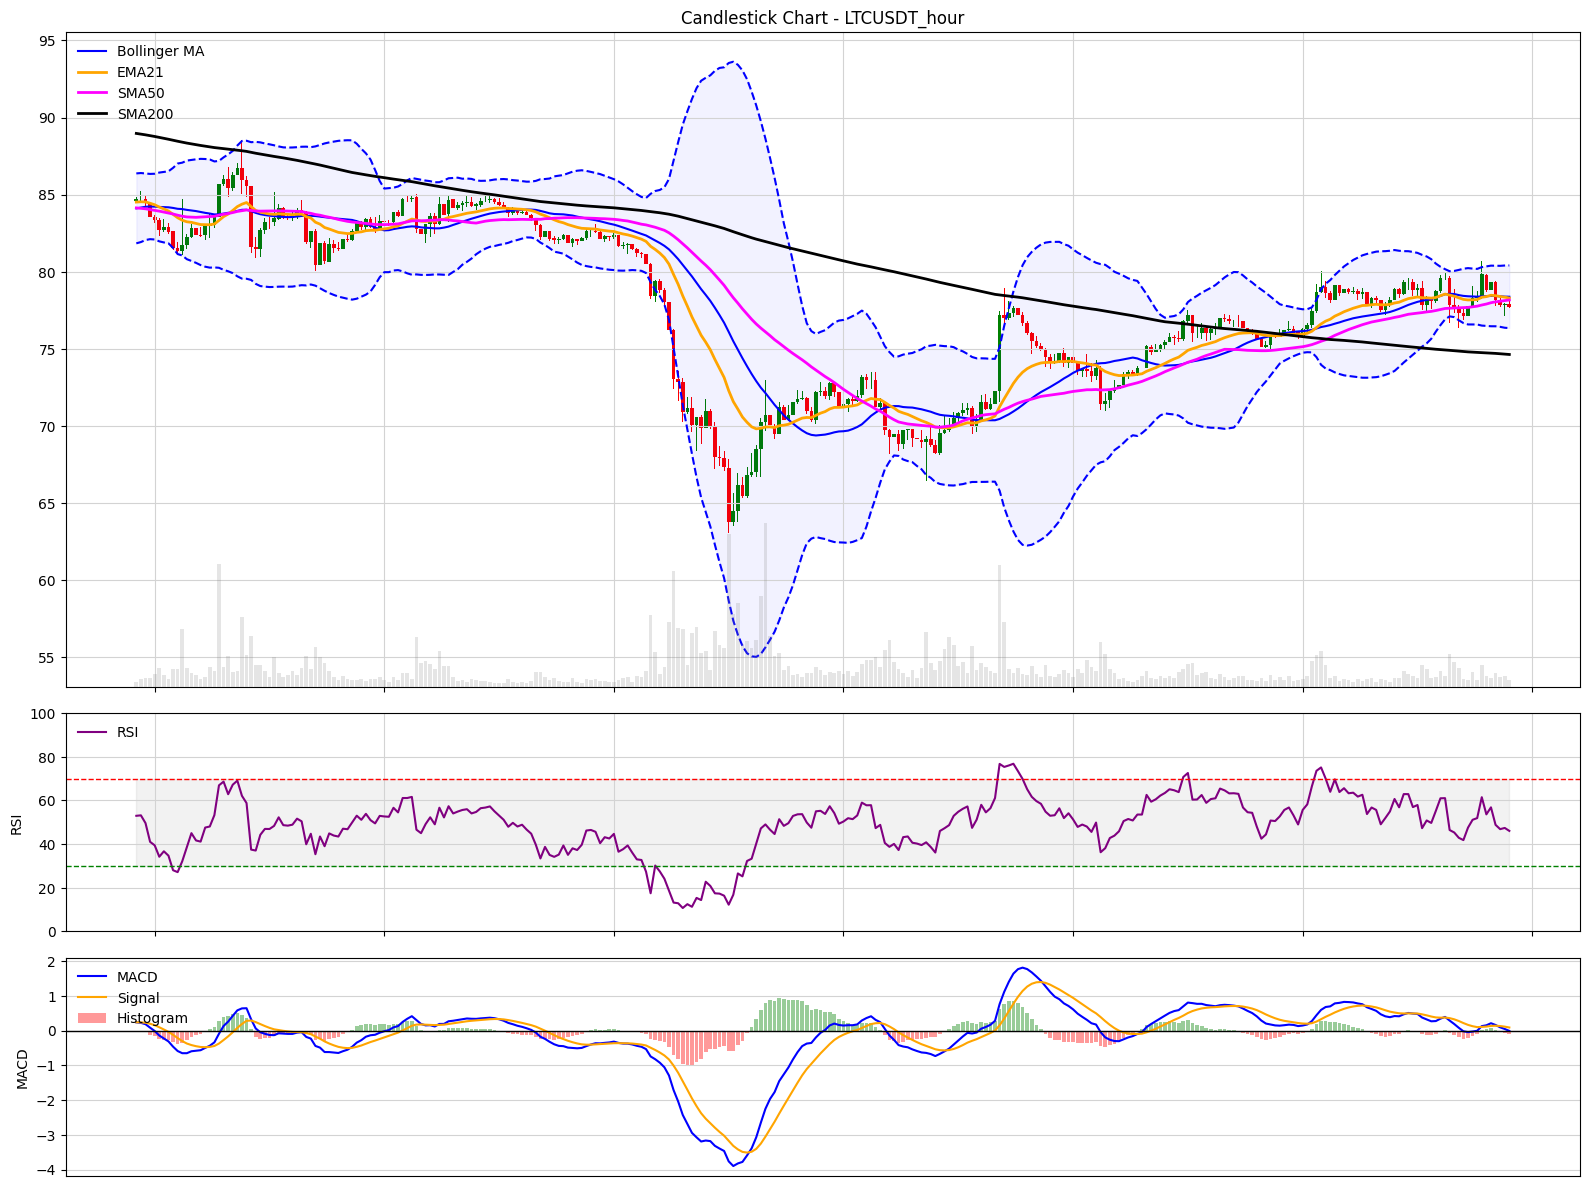 Candlestick Chart - LTCUSDT_hour
95
90
85
80
75
70
65
60
55
Bollinger MA
EMA21
SMA50
SMA200
100
80
60
40
20
0
RSI
RSI
2
1
0
−1
−2
−3
−4
MACD
MACD
Signal
Histogram